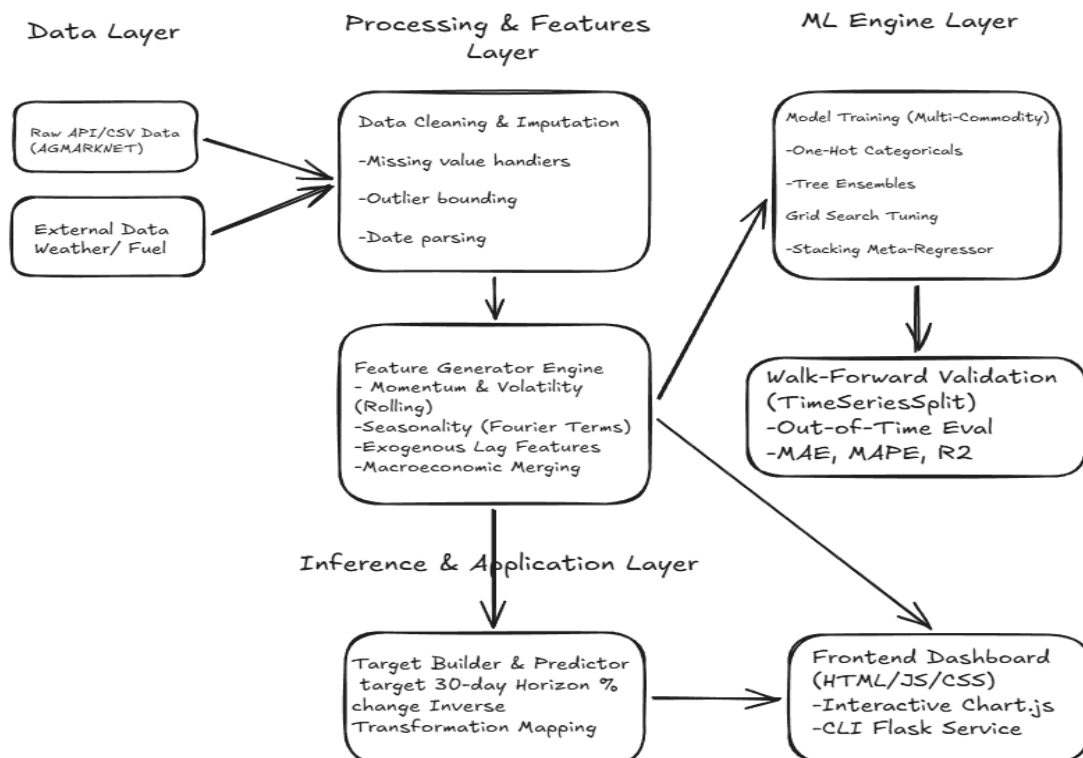 Data Layer
Processing & Features
Layer
ML Engine Layer
Raw API/CSV Data
(AGMARKNET)
External Data
Weather/ Fuel
Data Cleaning & Imputation
-Missing value handlers
-Outlier bounding
-Date parsing
Feature Generator Engine
- Momentum & Volatility
(Rolling)
-Seasonality (Fourier Terms)
-Exogenous Lag Features
-Macroeconomic Merging
Model Training (Multi-Commodity)
-One-Hot Categoricals
-Tree Ensembles
Grid Search Tuning
-Stacking Meta-Regressor
Walk-Forward Validation
(TimeSeriesSplit)
-Out-of-Time Eval
-MAE, MAPE, R2
Inference & Application Layer
Target Builder & Predictor
target 30-day Horizon %
change Inverse
Transformation Mapping
Frontend Dashboard
(HTML/JS/CSS)
-Interactive Chart.js
-CLI Flask Service